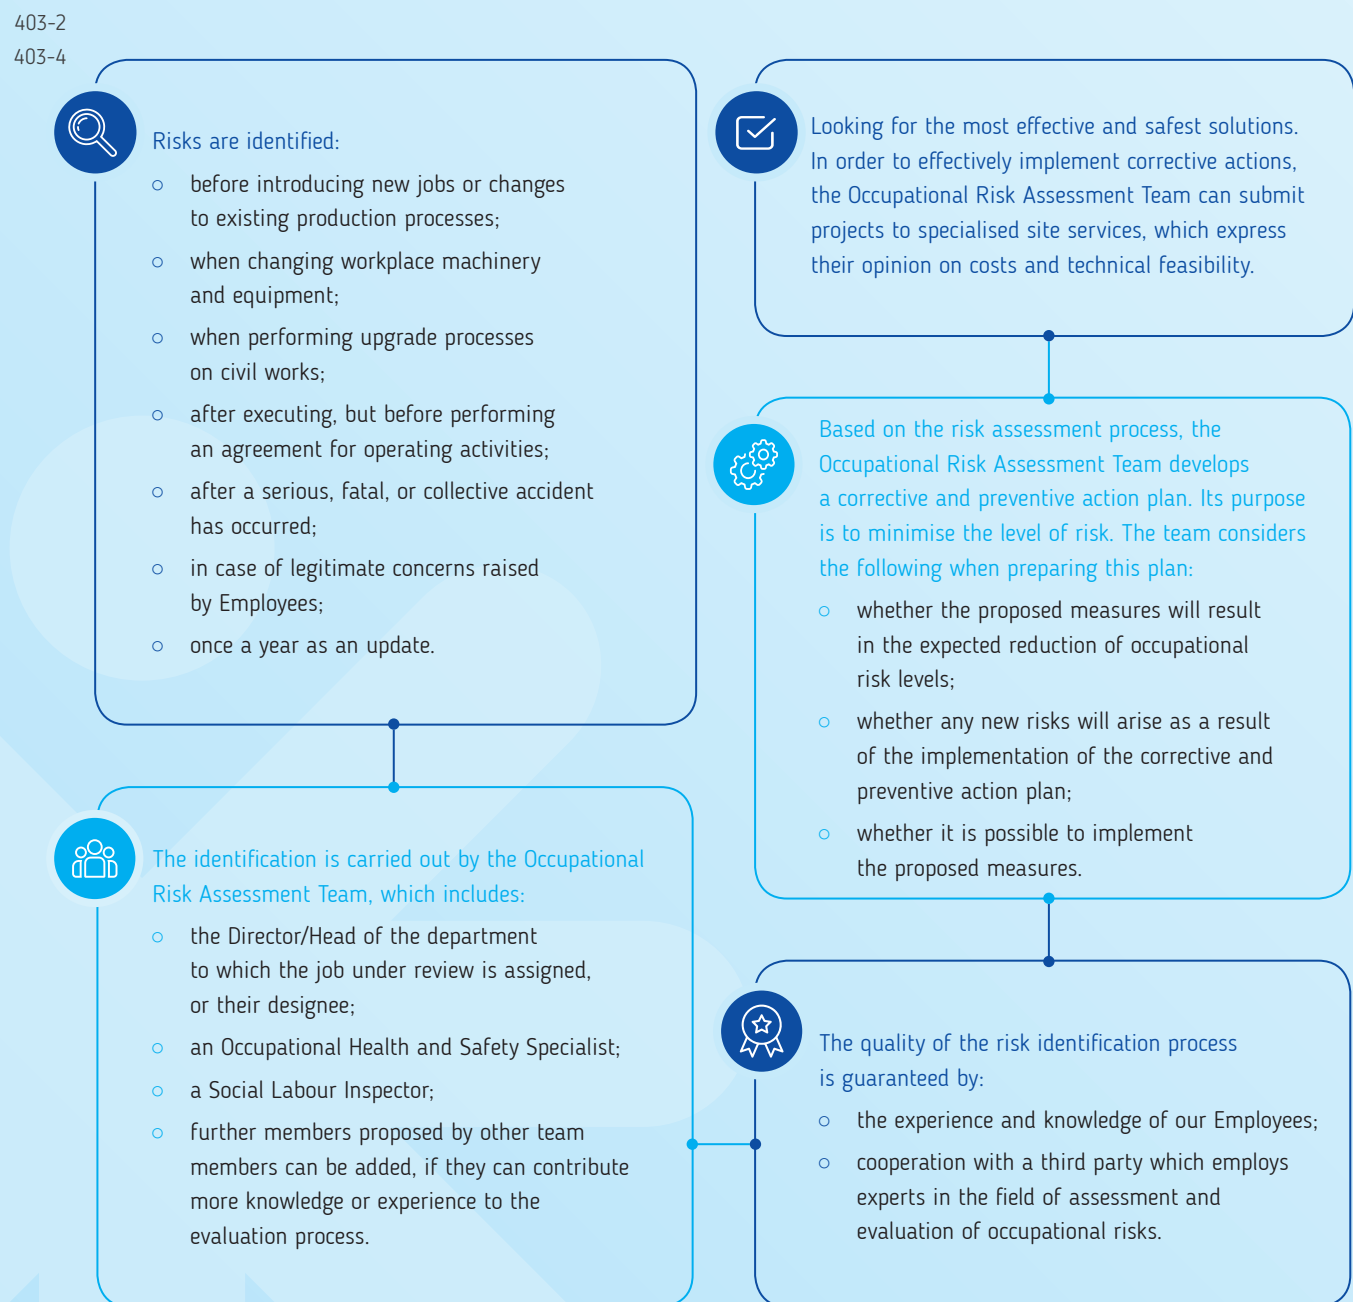 403-2
403-4
Risks are identified:
○ before introducing new jobs or changes
to existing production processes;
○ when changing workplace machinery
and equipment;
○ when performing upgrade processes
on civil works;
○ after executing, but before performing
an agreement for operating activities;
○ after a serious, fatal, or collective accident
has occurred;
○ in case of legitimate concerns raised
by Employees;
○ once a year as an update.
The identification is carried out by the Occupational
Risk Assessment Team, which includes:
○ the Director/Head of the department
to which the job under review is assigned,
or their designee;
○ an Occupational Health and Safety Specialist;
○ a Social Labour Inspector;
○ further members proposed by other team
members can be added, if they can contribute
more knowledge or experience to the
evaluation process.
The quality of the risk identification process
is guaranteed by:
○ the experience and knowledge of our Employees;
○ cooperation with a third party which employs
experts in the field of assessment and
evaluation of occupational risks.
Based on the risk assessment process, the
Occupational Risk Assessment Team develops
a corrective and preventive action plan. Its purpose
is to minimise the level of risk. The team considers
the following when preparing this plan:
○ whether the proposed measures will result
in the expected reduction of occupational
risk levels;
○ whether any new risks will arise as a result
of the implementation of the corrective and
preventive action plan;
○ whether it is possible to implement
the proposed measures.
Looking for the most effective and safest solutions.
In order to effectively implement corrective actions,
the Occupational Risk Assessment Team can submit
projects to specialised site services, which express
their opinion on costs and technical feasibility.